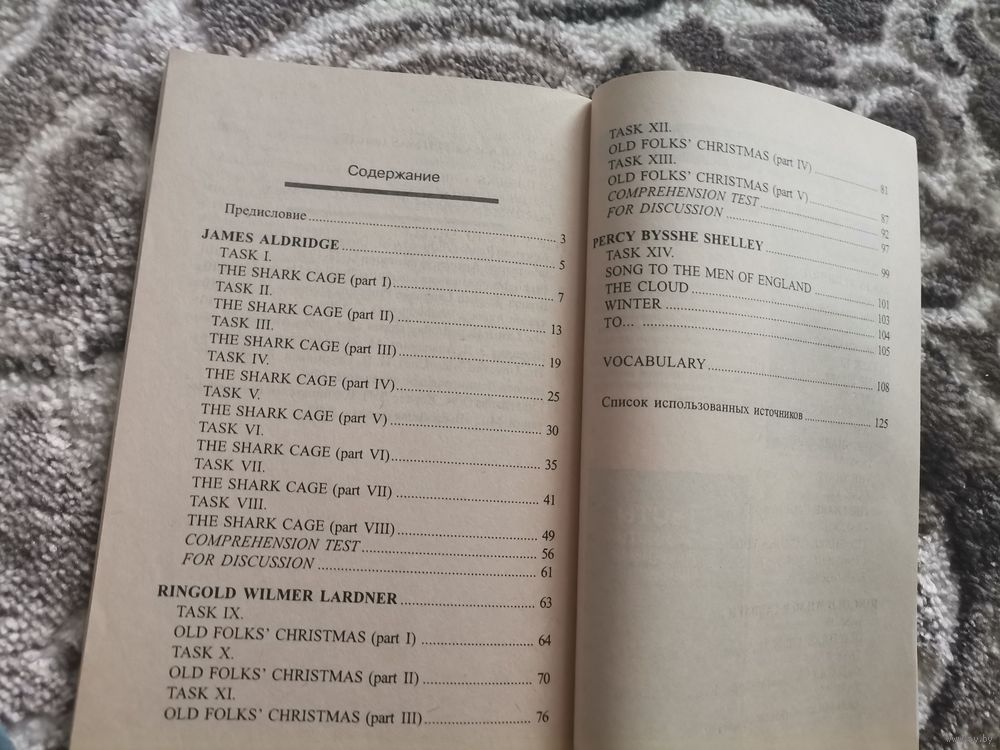 Содержание
Предисловие 3
JAMES ALDRIDGE 5
TASK I.
THE SHARK CAGE (part I) 7
TASK II.
THE SHARK CAGE (part II) 13
TASK III.
THE SHARK CAGE (part III) 19
TASK IV.
THE SHARK CAGE (part IV) 25
TASK V.
THE SHARK CAGE (part V) 30
TASK VI.
THE SHARK CAGE (part VI) 35
TASK VII.
THE SHARK CAGE (part VII) 41
TASK VIII.
THE SHARK CAGE (part VIII) 49
COMPREHENSION TEST 56
FOR DISCUSSION 61
RINGOLD WILMER LARDNER 63
TASK IX.
OLD FOLKS' CHRISTMAS (part I) 64
TASK X.
OLD FOLKS' CHRISTMAS (part II) 70
TASK XI.
OLD FOLKS' CHRISTMAS (part III) 76
TASK XII.
OLD FOLKS' CHRISTMAS (part IV) 81
TASK XIII.
OLD FOLKS' CHRISTMAS (part V) 87
COMPREHENSION TEST 92
FOR DISCUSSION 97
PERCY BYSSHE SHELLEY 99
TASK XIV.
SONG TO THE MEN OF ENGLAND 101
THE CLOUD 103
WINTER 104
TO... 105
VOCABULARY 108
Список использованных источников 125